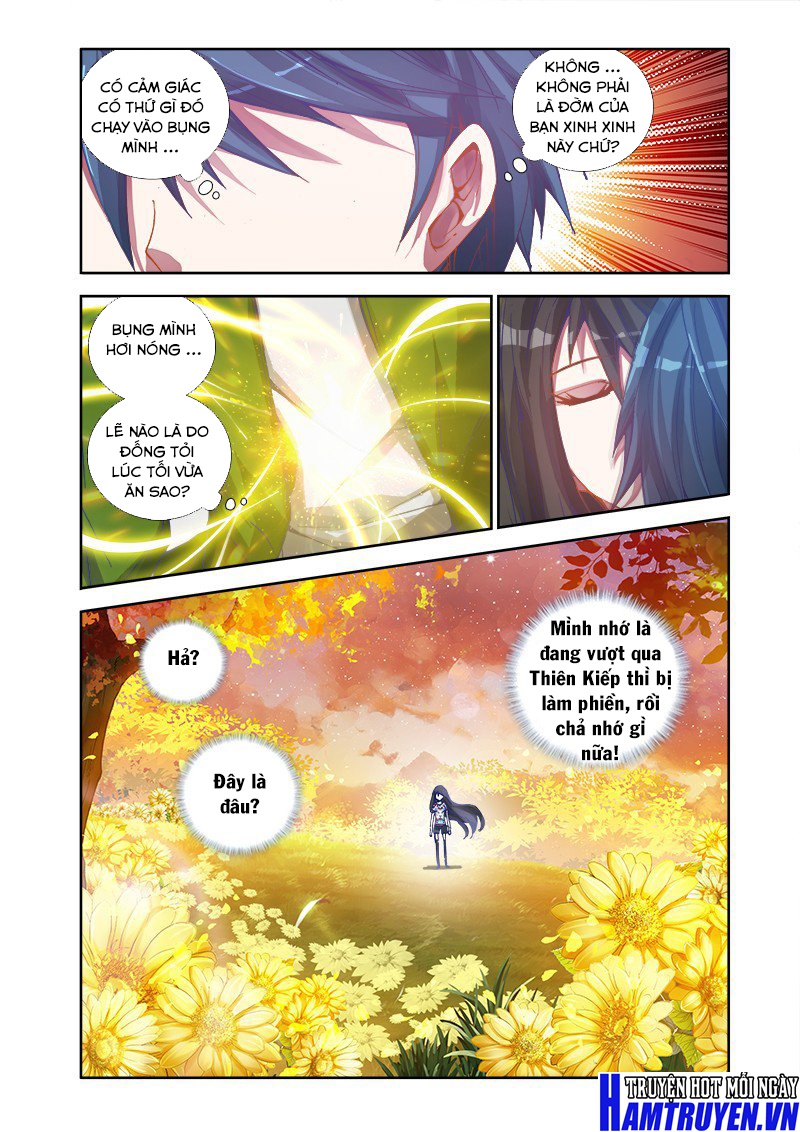 CÓ CẢM GIÁC
CÓ THỨ GÌ ĐÓ
CHẠY VÀO BỤNG
MÌNH ...
KHÔNG ...
KHÔNG PHẢI
LÀ ĐỜM CỦA
BẠN XINH XINH
NÀY CHỨ?
BỤNG MÌNH
HƠI NÓNG ...
LẼ NÀO LÀ DO
ĐỐNG TỎI
LÚC TỐI VỪA
ĂN SAO?
Hả?
Mình nhớ là
đang vượt qua
Thiên Kiếp thì bị
làm phiền, rồi
chả nhớ gì
nữa!
Đây là
đâu?
TRUYỆN HOT MỖI NGÀY
HAMTRUYEN.VN